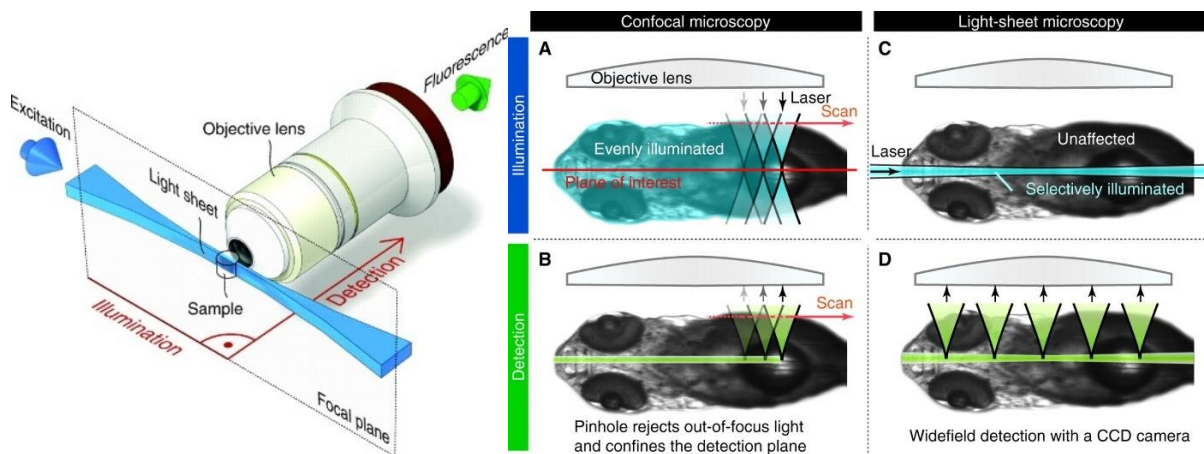 Excitation
Fluorescence
Objective lens
Light sheet
Sample
Detection
Illumination
Focal plane
Confocal microscopy
Light-sheet microscopy
Illumination
Detection
A
Objective lens
Laser
Scan
Evenly illuminated
Plane of interest
C
Unaffected
Laser
Selectively illuminated
B
Scan
Pinhole rejects out-of-focus light
and confines the detection plane
D
Widefield detection with a CCD camera